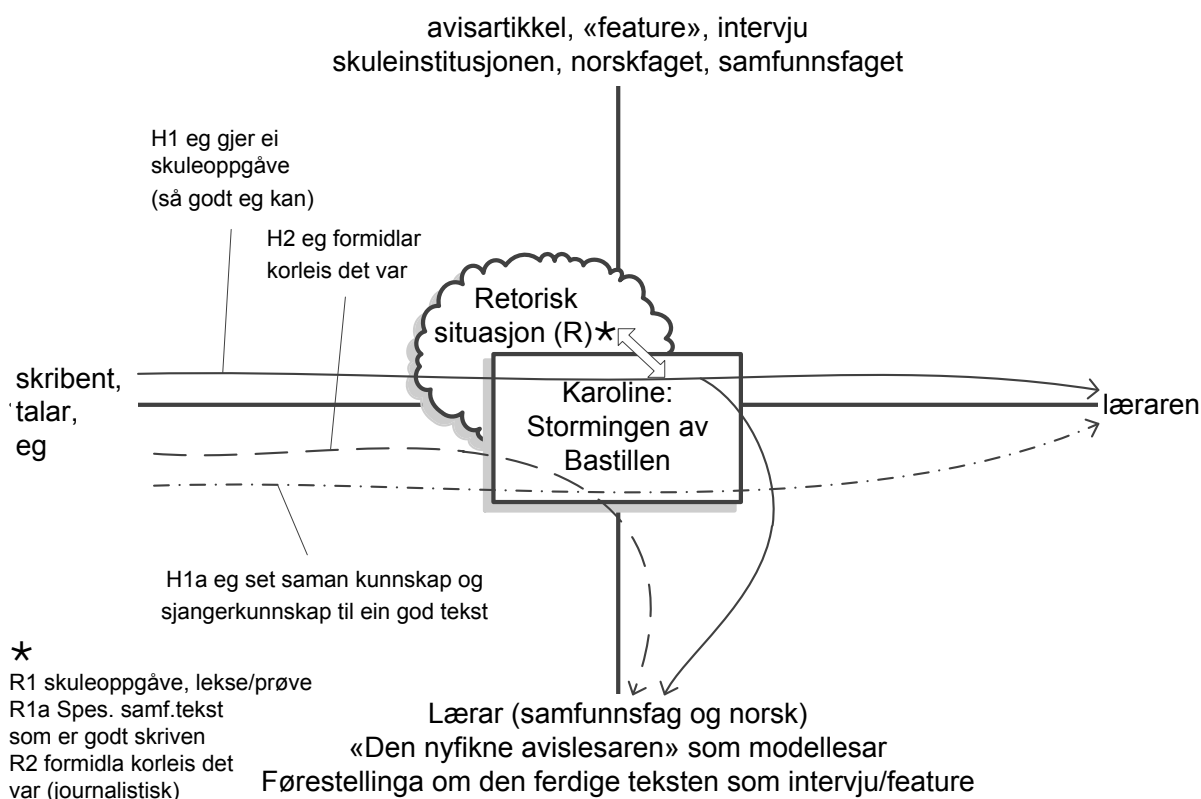 avisartikkel, «feature», intervju
skuleinstitusjonen, norskfaget, samfunnsfaget
H1 eg gjer ei
skuleoppgåve
(så godt eg kan)
H2 eg formidlar
korleis det var
Retorisk
situasjon (R)*
skribent,
talar,
eg
Karoline:
Stormingen av
Bastillen
læraren
H1a eg set saman kunnskap og
sjangerkunnskap til ein god tekst
*
R1 skuleoppgåve, lekse/prøve
R1a Spes. samf.tekst
som er godt skriven
R2 formidla korleis det
var (journalistisk)
Lærar (samfunnsfag og norsk)
«Den nyfikne avislesaren» som modellesar
Førestellinga om den ferdige teksten som intervju/feature